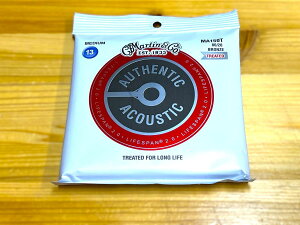 MEDIUM
13
Martin & Co
EST. 1833
MA150T
80/20
BRONZE
TREATED
AUTHENTIC
ACOUSTIC
LIFESPAN® 2.0
TREATED FOR LONG LIFE